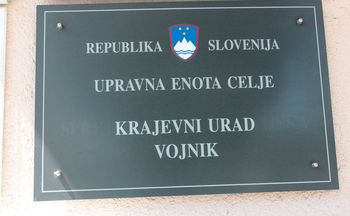 REPUBLIKA SLOVENIJA
UPRAVNA ENOTA CELJE
KRAJEVNI URAD
VOJNIK